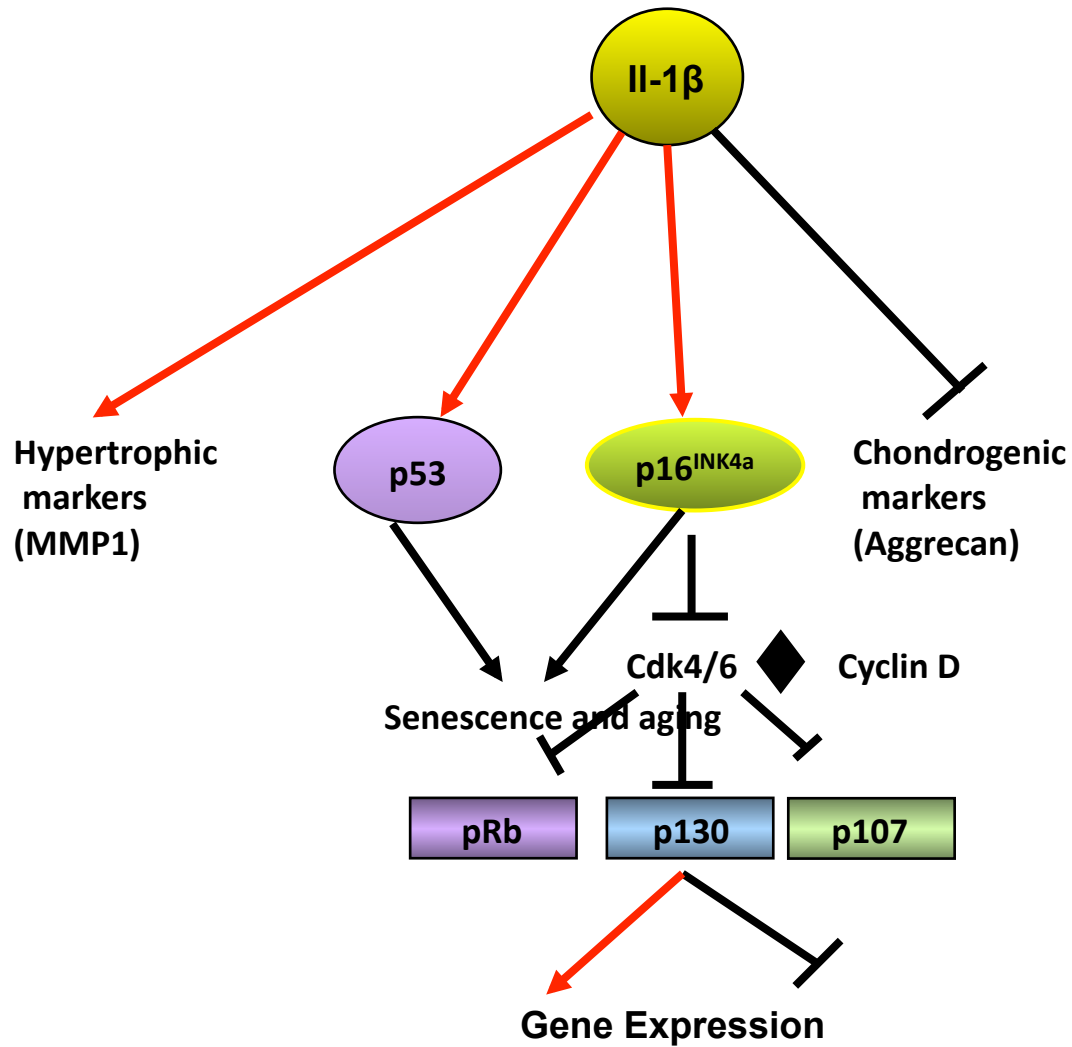 Il-1β
Hypertrophic
markers
(MMP1)
p53
p16INK4a
Chondrogenic
markers
(Aggrecan)
Cdk4/6
Cyclin D
Senescence and aging
pRb
p130
p107
Gene Expression